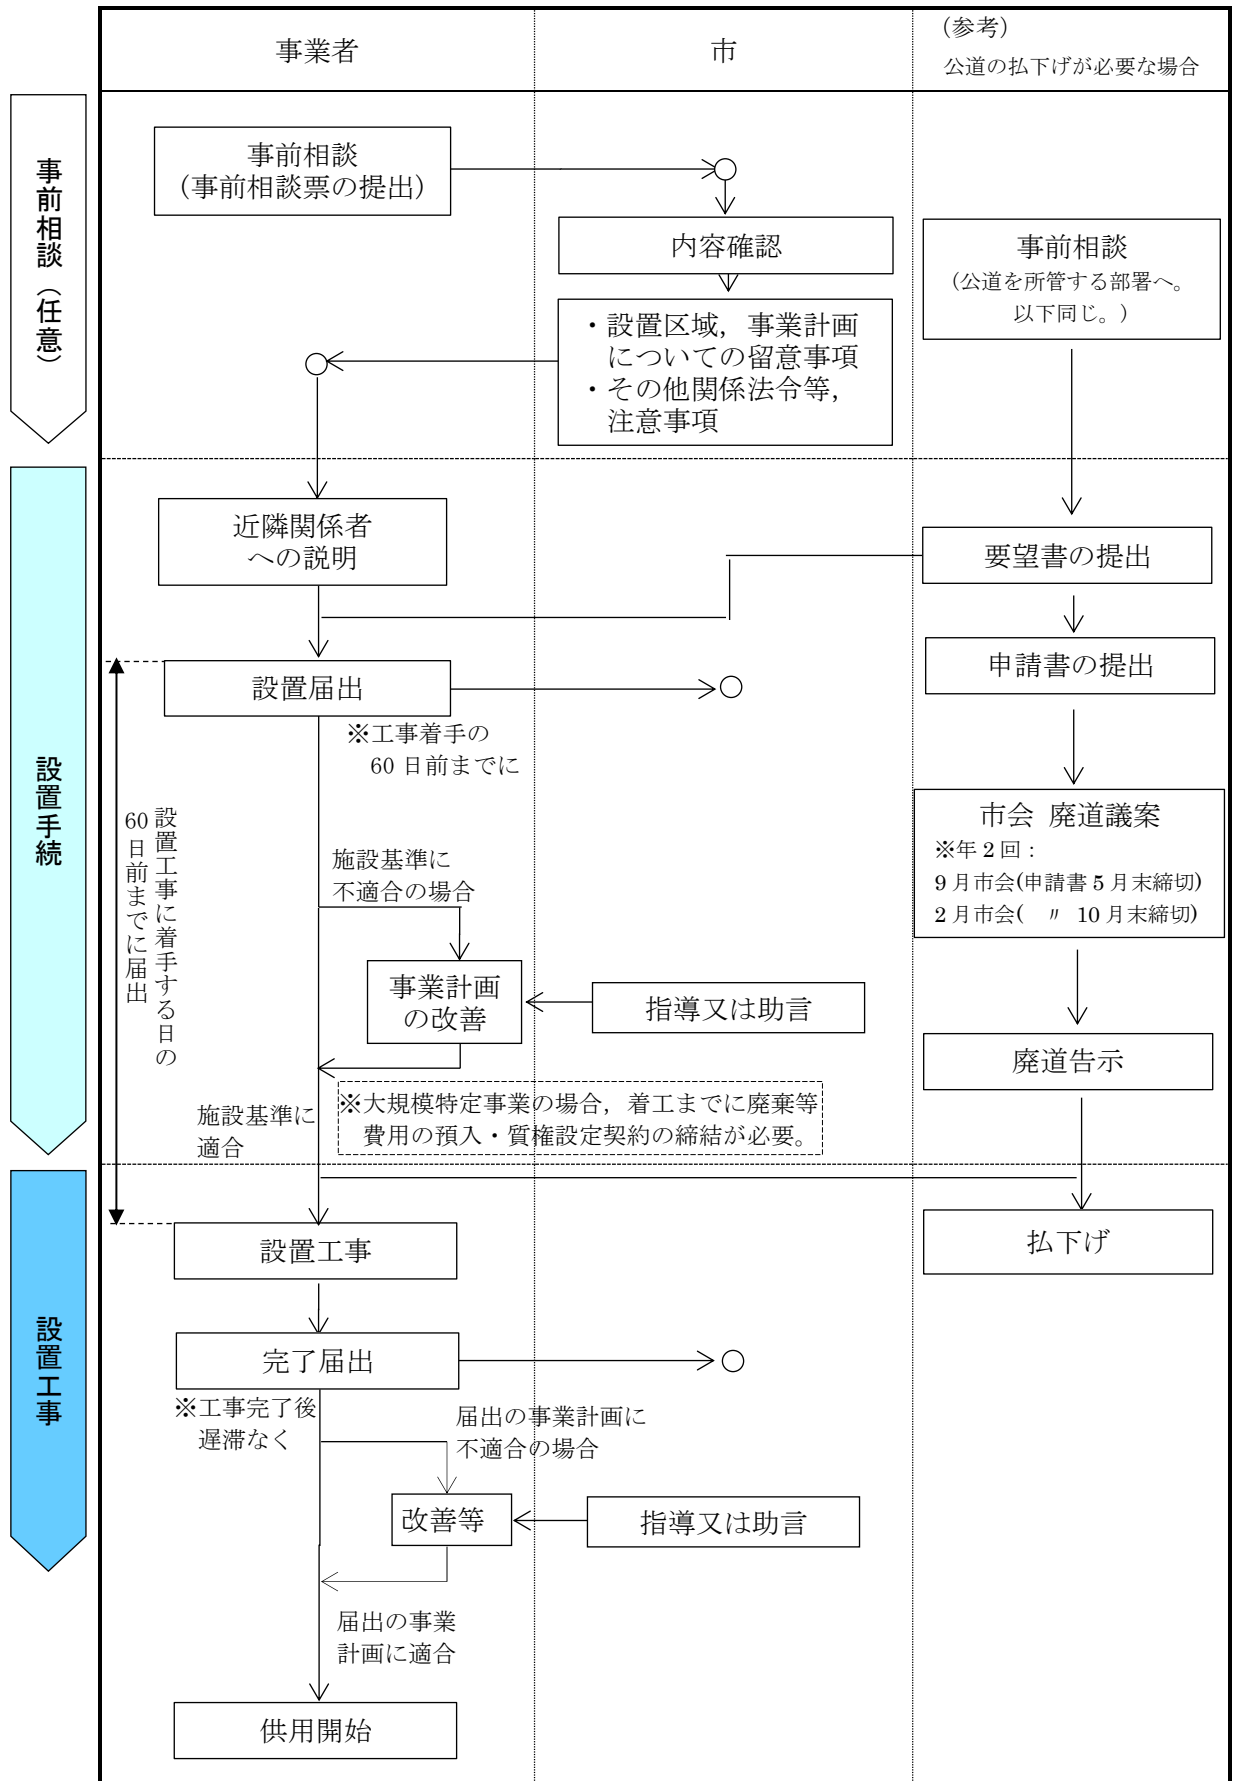 事業者
市
(参考)
公道の払下げが必要な場合
事前相談（任意）
事前相談
(事前相談票の提出)
内容確認
・設置区域，事業計画
についての留意事項
・その他関係法令等，
注意事項
事前相談
(公道を所管する部署へ。
以下同じ。)
設置手続
近隣関係者
への説明
要望書の提出
申請書の提出
設置届出
※工事着手の
60 日前までに
設置工事に着手する日の
60 日前までに届出
市会 廃道議案
※年 2 回：
9 月市会(申請書 5 月末締切)
2 月市会(　〃 10 月末締切)
施設基準に
不適合の場合
事業計画
の改善
指導又は助言
廃道告示
施設基準に
適合
※大規模特定事業の場合，着工までに廃棄等
費用の預入・質権設定契約の締結が必要。
設置工事
設置工事
払下げ
完了届出
※工事完了後
遅滞なく
届出の事業計画に
不適合の場合
改善等
指導又は助言
届出の事業
計画に適合
供用開始